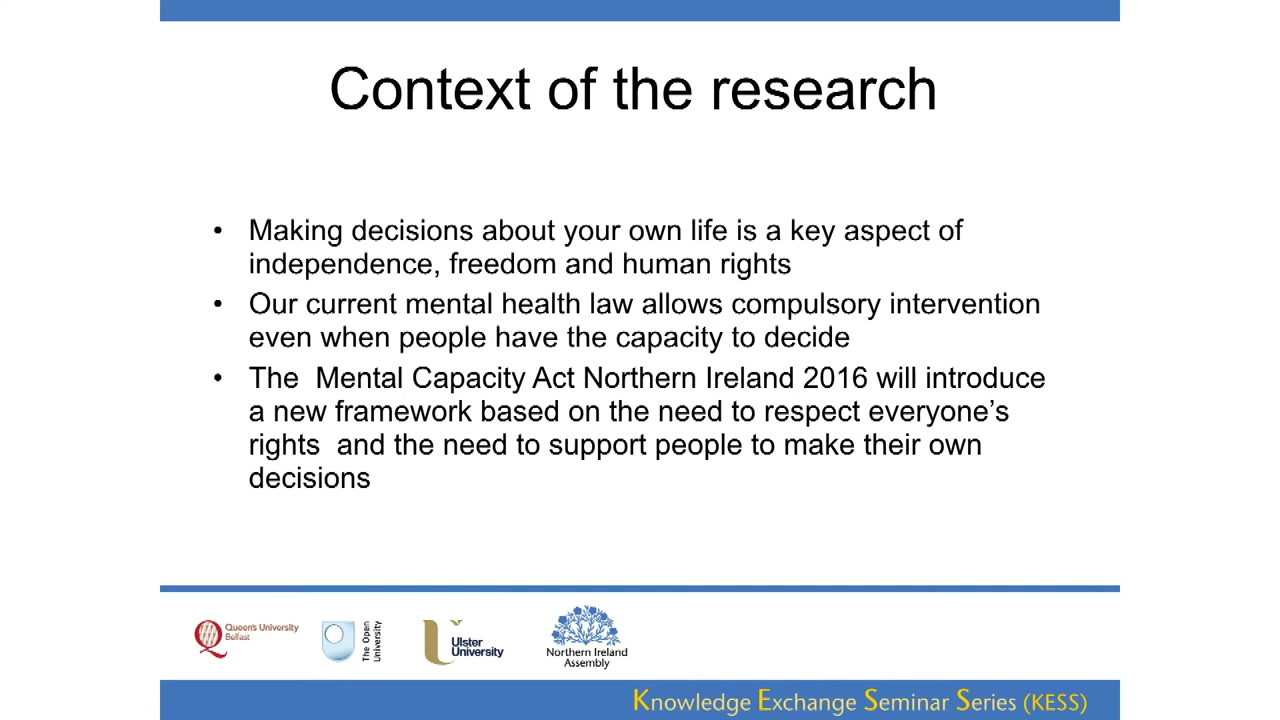 Context of the research
• Making decisions about your own life is a key aspect of
independence, freedom and human rights
• Our current mental health law allows compulsory intervention
even when people have the capacity to decide
• The  Mental Capacity Act Northern Ireland 2016 will introduce
a new framework based on the need to respect everyone’s
rights  and the need to support people to make their own
decisions
Queen's University
Belfast
The Open
University
Ulster
University
Northern Ireland
Assembly
Knowledge Exchange Seminar Series (KESS)